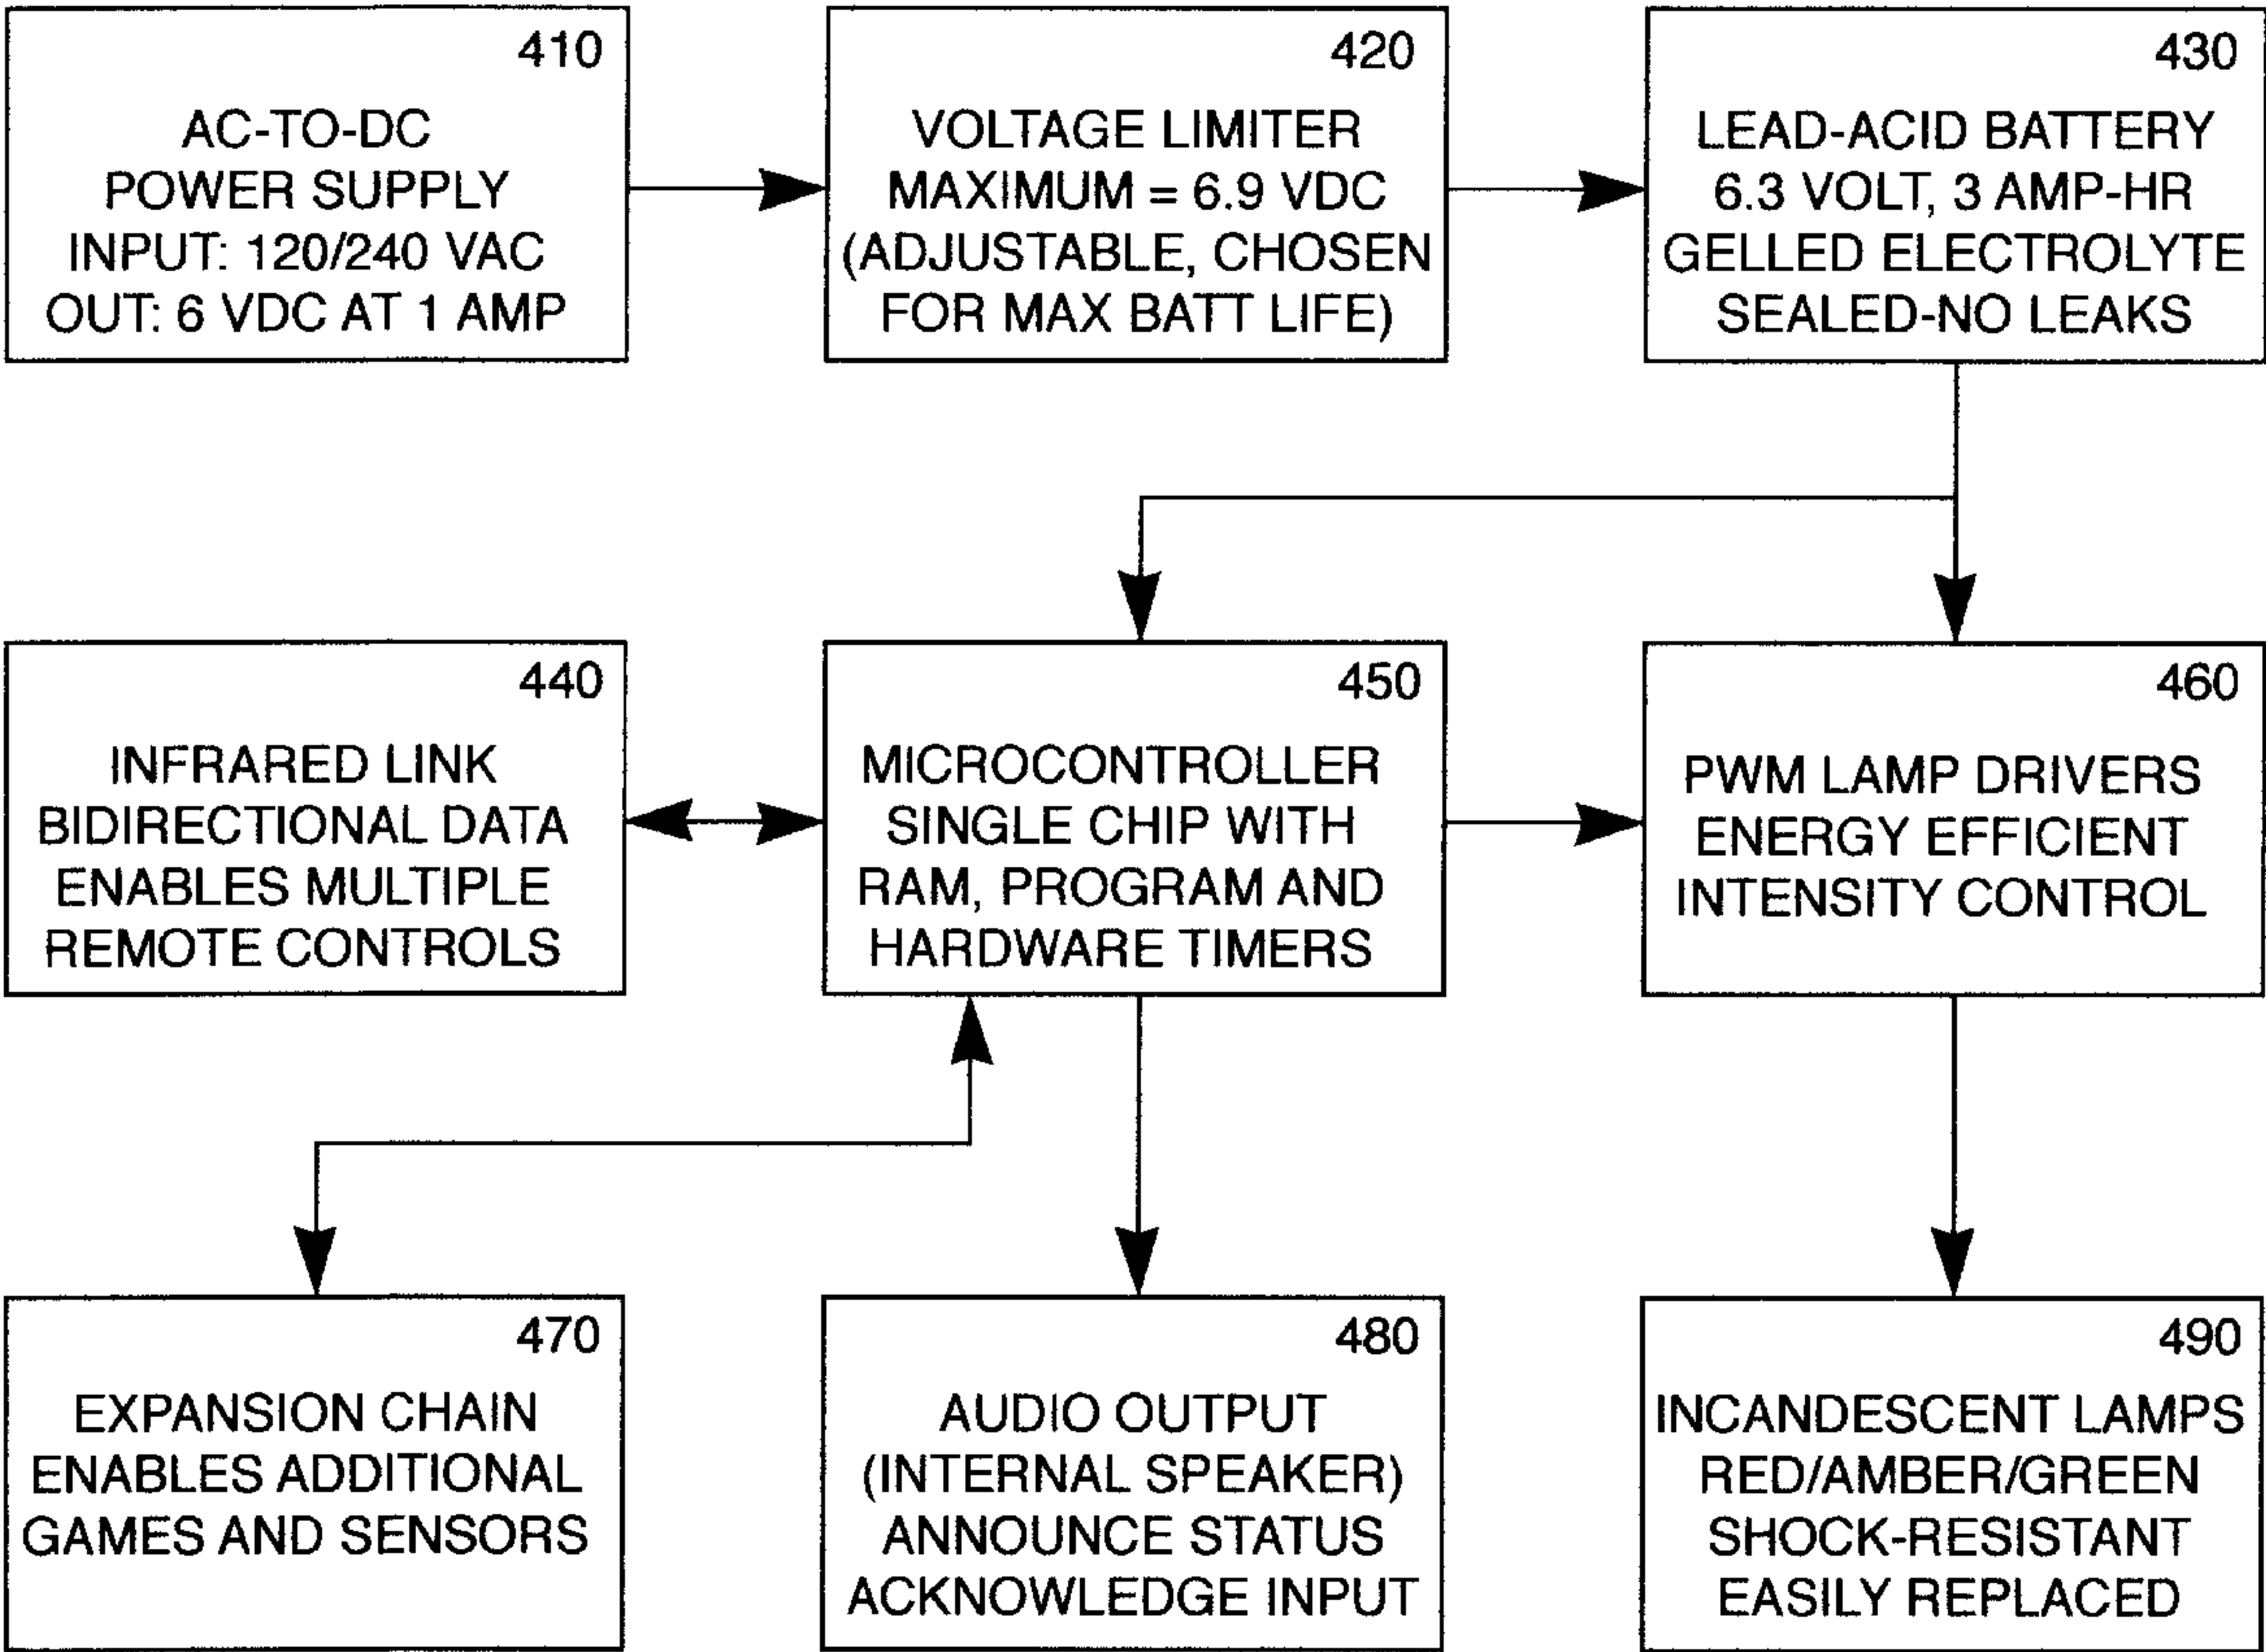 410
AC-TO-DC
POWER SUPPLY
INPUT: 120/240 VAC
OUT: 6 VDC AT 1 AMP
420
VOLTAGE LIMITER
MAXIMUM = 6.9 VDC
(ADJUSTABLE, CHOSEN
FOR MAX BATT LIFE)
430
LEAD-ACID BATTERY
6.3 VOLT, 3 AMP-HR
GELLED ELECTROLYTE
SEALED-NO LEAKS
440
INFRARED LINK
BIDIRECTIONAL DATA
ENABLES MULTIPLE
REMOTE CONTROLS
450
MICROCONTROLLER
SINGLE CHIP WITH
RAM, PROGRAM AND
HARDWARE TIMERS
460
PWM LAMP DRIVERS
ENERGY EFFICIENT
INTENSITY CONTROL
470
EXPANSION CHAIN
ENABLES ADDITIONAL
GAMES AND SENSORS
480
AUDIO OUTPUT
(INTERNAL SPEAKER)
ANNOUNCE STATUS
ACKNOWLEDGE INPUT
490
INCANDESCENT LAMPS
RED/AMBER/GREEN
SHOCK-RESISTANT
EASILY REPLACED